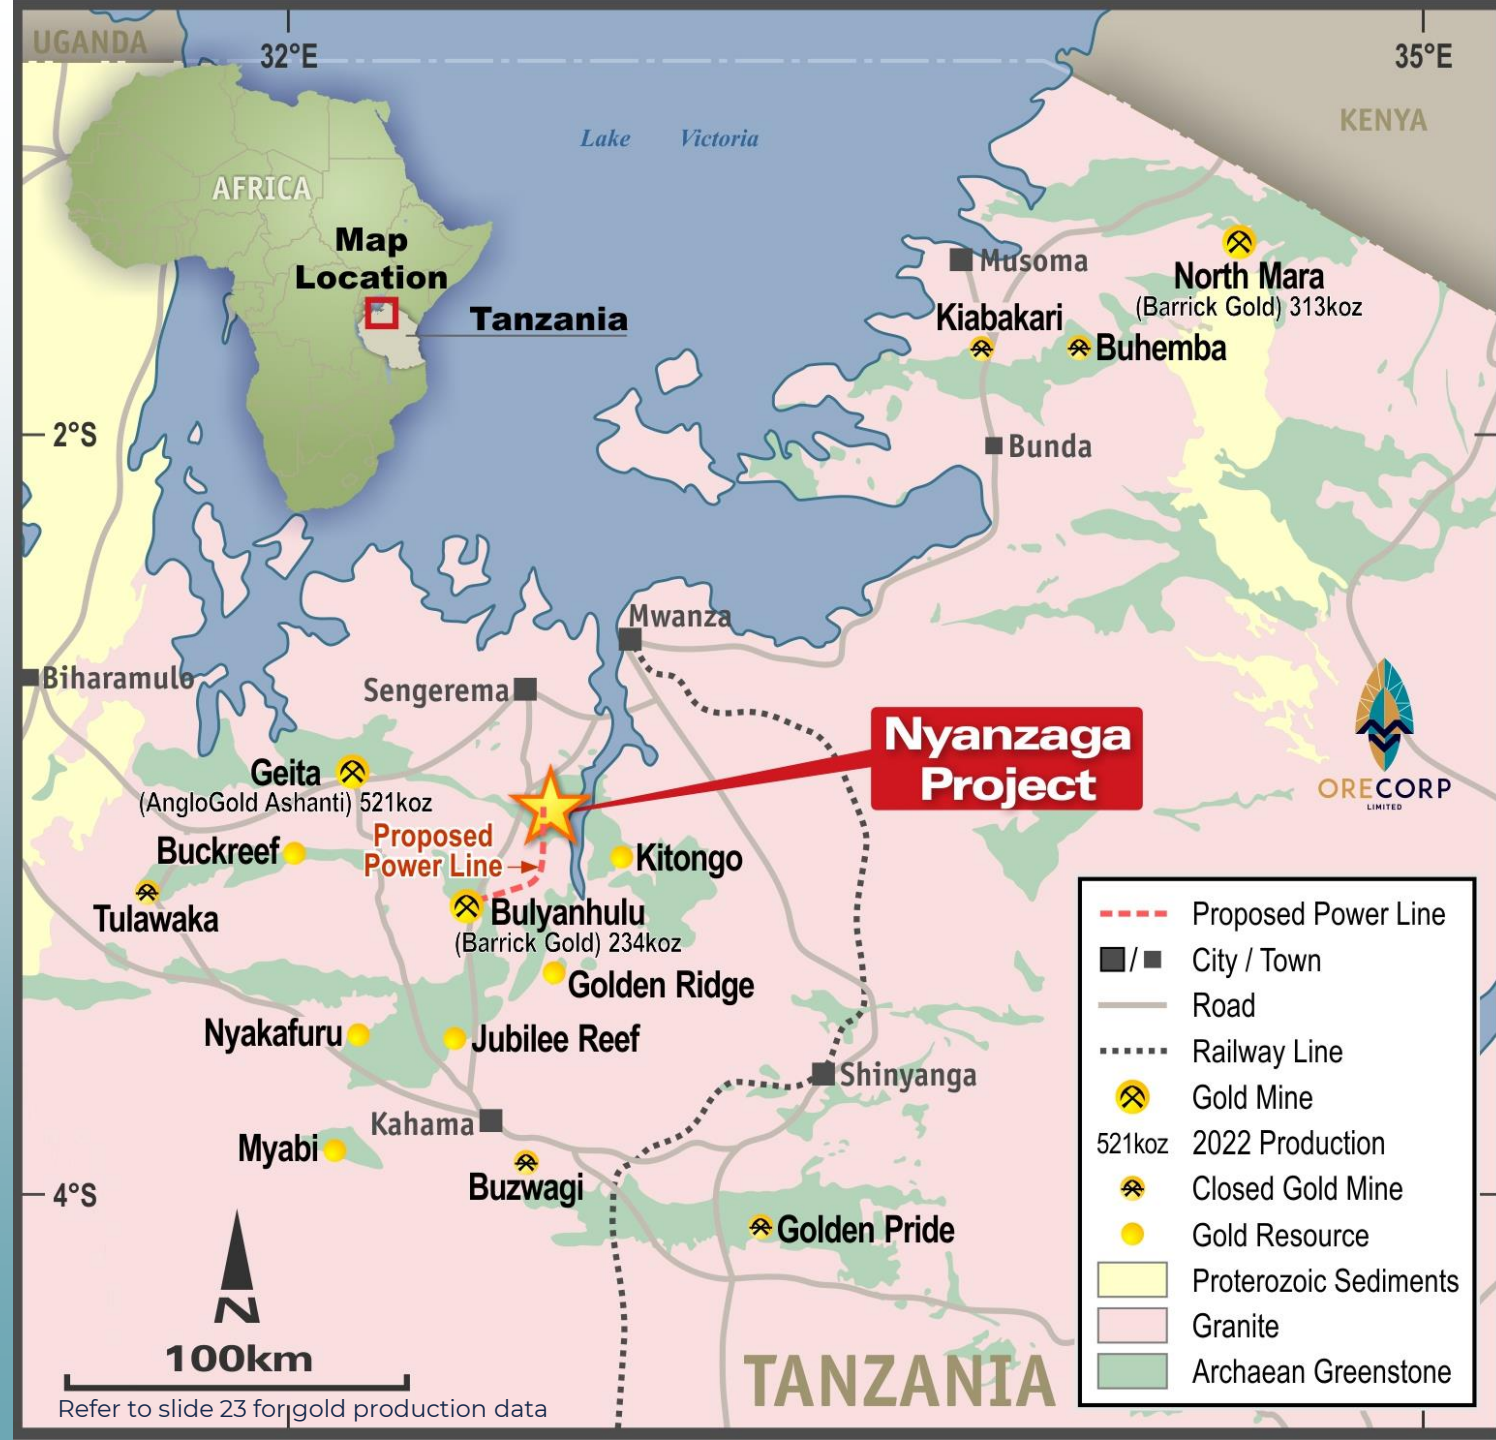 UGANDA
32°E
35°E
KENYA
Lake Victoria
AFRICA
Map
Location
Tanzania
Musoma
North Mara
(Barrick Gold) 313koz
Kiabakari
Buhemba
2°S
Bunda
Mwanza
Biharamulo
Sengerema
Nyanzaga
Project
Geita
(AngloGold Ashanti) 521koz
ORECORP
LIMITED
Proposed
Power Line
Buckreef
Kitongo
Tulawaka
Bulyanhulu
(Barrick Gold) 234koz
Golden Ridge
Nyakafuru
Jubilee Reef
Shinyanga
Kahama
Myabi
Buzwagi
4°S
Golden Pride
N
100km
TANZANIA
Refer to slide 23 for gold production data
Proposed Power Line
/ City / Town
Road
Railway Line
Gold Mine
521koz 2022 Production
Closed Gold Mine
Gold Resource
Proterozoic Sediments
Granite
Archaean Greenstone